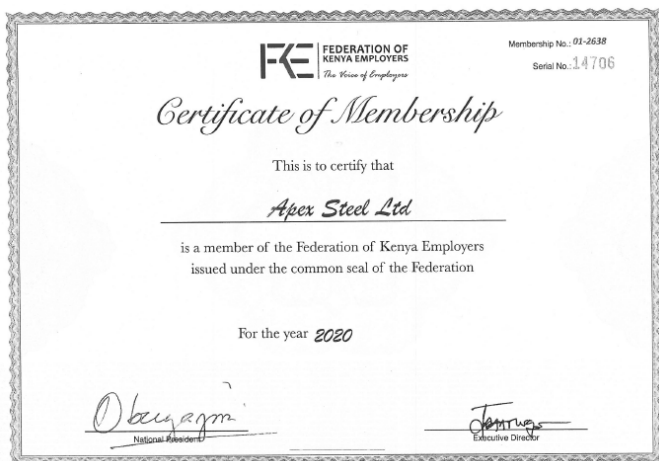 FKE
FEDERATION OF
KENYA EMPLOYERS
The Voice of Employers
Membership No.: 01-2638
Serial No.: 14706
Certificate of Membership
This is to certify that
Apex Steel Ltd
is a member of the Federation of Kenya Employers
issued under the common seal of the Federation
For the year 2020
National President
Executive Director